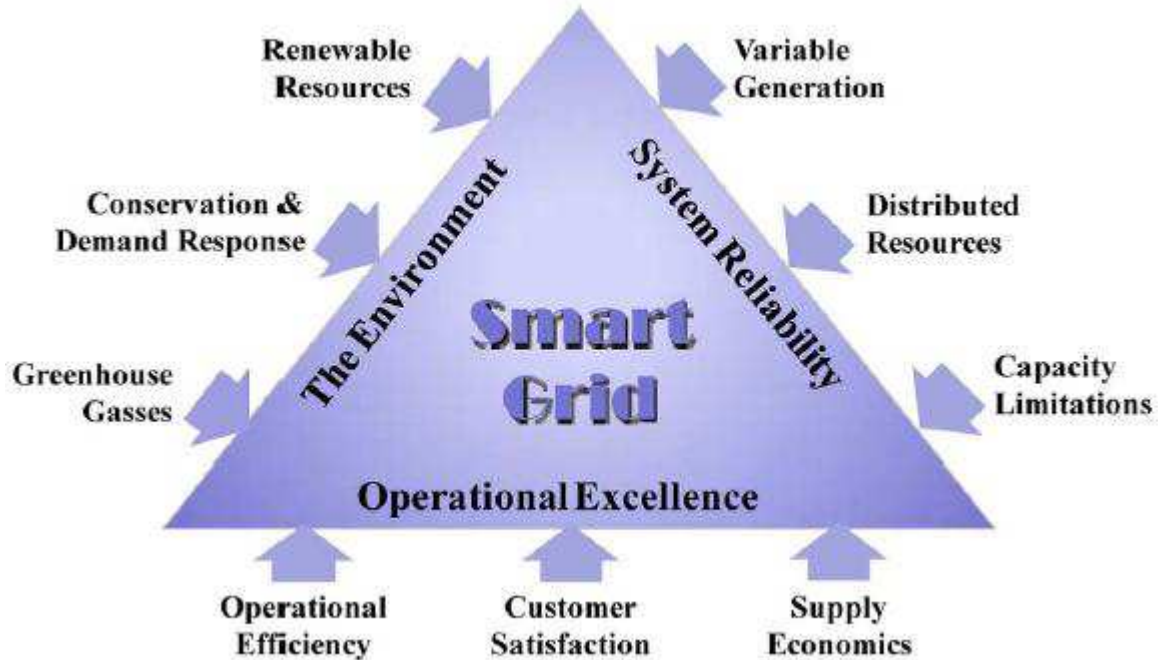 Renewable
Resources
Variable
Generation
Conservation &
Demand Response
Distributed
Resources
Greenhouse
Gasses
Capacity
Limitations
The Environment
System Reliability
Smart
Grid
Operational Excellence
Operational
Efficiency
Customer
Satisfaction
Supply
Economics